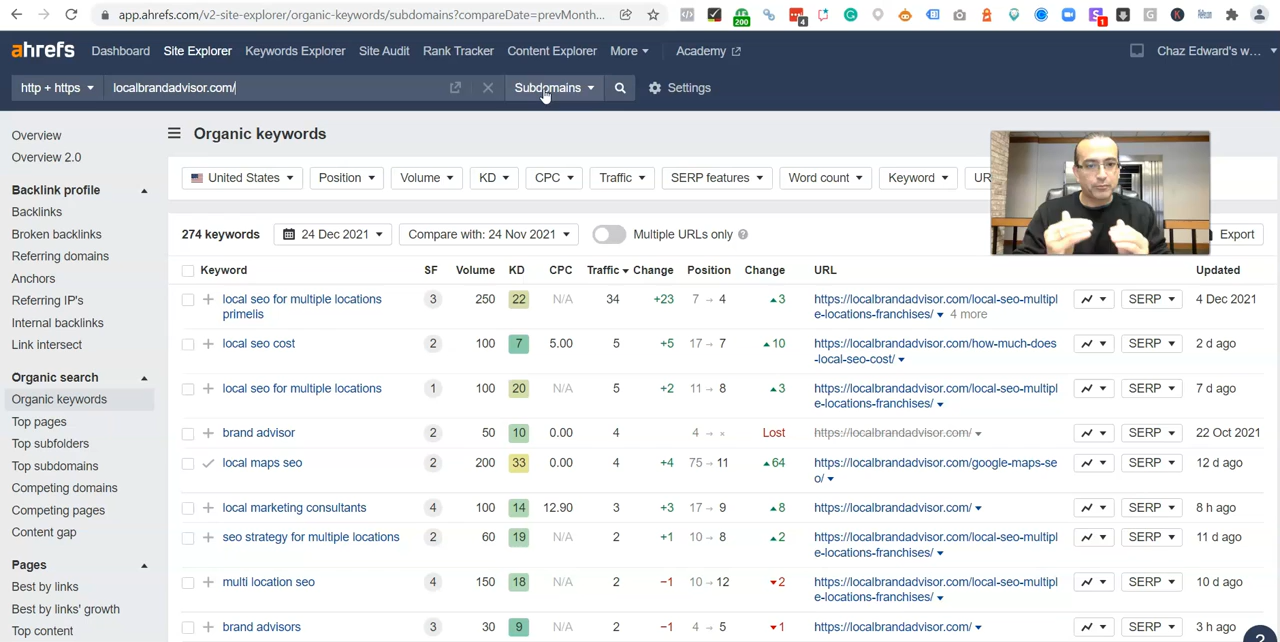 app.ahrefs.com/v2-site-explorer/organic-keywords/subdomains?compareDate=prevMonth...
200
4
1
ahrefs Dashboard Site Explorer Keywords Explorer Site Audit Rank Tracker Content Explorer More Academy Chaz Edward's w...
http + https localbrandadvisor.com/ Subdomains Settings
Overview
Overview 2.0
Backlink profile
Backlinks
Broken backlinks
Referring domains
Anchors
Referring IP's
Internal backlinks
Link intersect
Organic search
Organic keywords
Top pages
Top subfolders
Top subdomains
Competing domains
Competing pages
Content gap
Pages
Best by links
Best by links' growth
Top content
Organic keywords
United States Position Volume KD CPC Traffic SERP features Word count Keyword UR
274 keywords 24 Dec 2021 Compare with: 24 Nov 2021 Multiple URLs only Export
Keyword SF Volume KD CPC Traffic Change Position Change URL Updated
local seo for multiple locations 3 250 22 N/A 34 +23 7 → 4 3 https://localbrandadvisor.com/local-seo-multipl SERP 4 Dec 2021
primelis e-locations-franchises/ 4 more
local seo cost 2 100 7 5.00 5 +5 17 → 7 10 https://localbrandadvisor.com/how-much-does SERP 2 d ago
-local-seo-cost/
local seo for multiple locations 1 100 20 N/A 5 +2 11 → 8 3 https://localbrandadvisor.com/local-seo-multipl SERP 7 d ago
e-locations-franchises/
brand advisor 2 50 10 0.00 4 4 → × Lost https://localbrandadvisor.com/ SERP 22 Oct 2021
local maps seo 2 200 33 0.00 4 +4 75 → 11 64 https://localbrandadvisor.com/google-maps-se SERP 12 d ago
o/
local marketing consultants 4 100 14 12.90 3 +3 17 → 9 8 https://localbrandadvisor.com/ SERP 8 h ago
seo strategy for multiple locations 2 60 19 N/A 2 +1 10 → 8 2 https://localbrandadvisor.com/local-seo-multipl SERP 11 d ago
e-locations-franchises/
multi location seo 4 150 18 N/A 2 −1 10 → 12 2 https://localbrandadvisor.com/local-seo-multipl SERP 10 d ago
e-locations-franchises/
brand advisors 3 30 9 N/A 2 −1 4 → 5 1 https://localbrandadvisor.com/ SERP 3 h ago